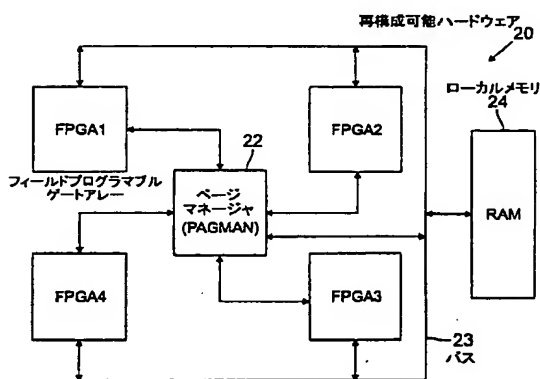 再構成可能ハードウェア
20
ローカルメモリ
24
FPGA1
FPGA2
22
フィールドプログラマブル
ゲートアレー
ページ
マネージャ
(PAGMAN)
RAM
FPGA4
FPGA3
23
バス